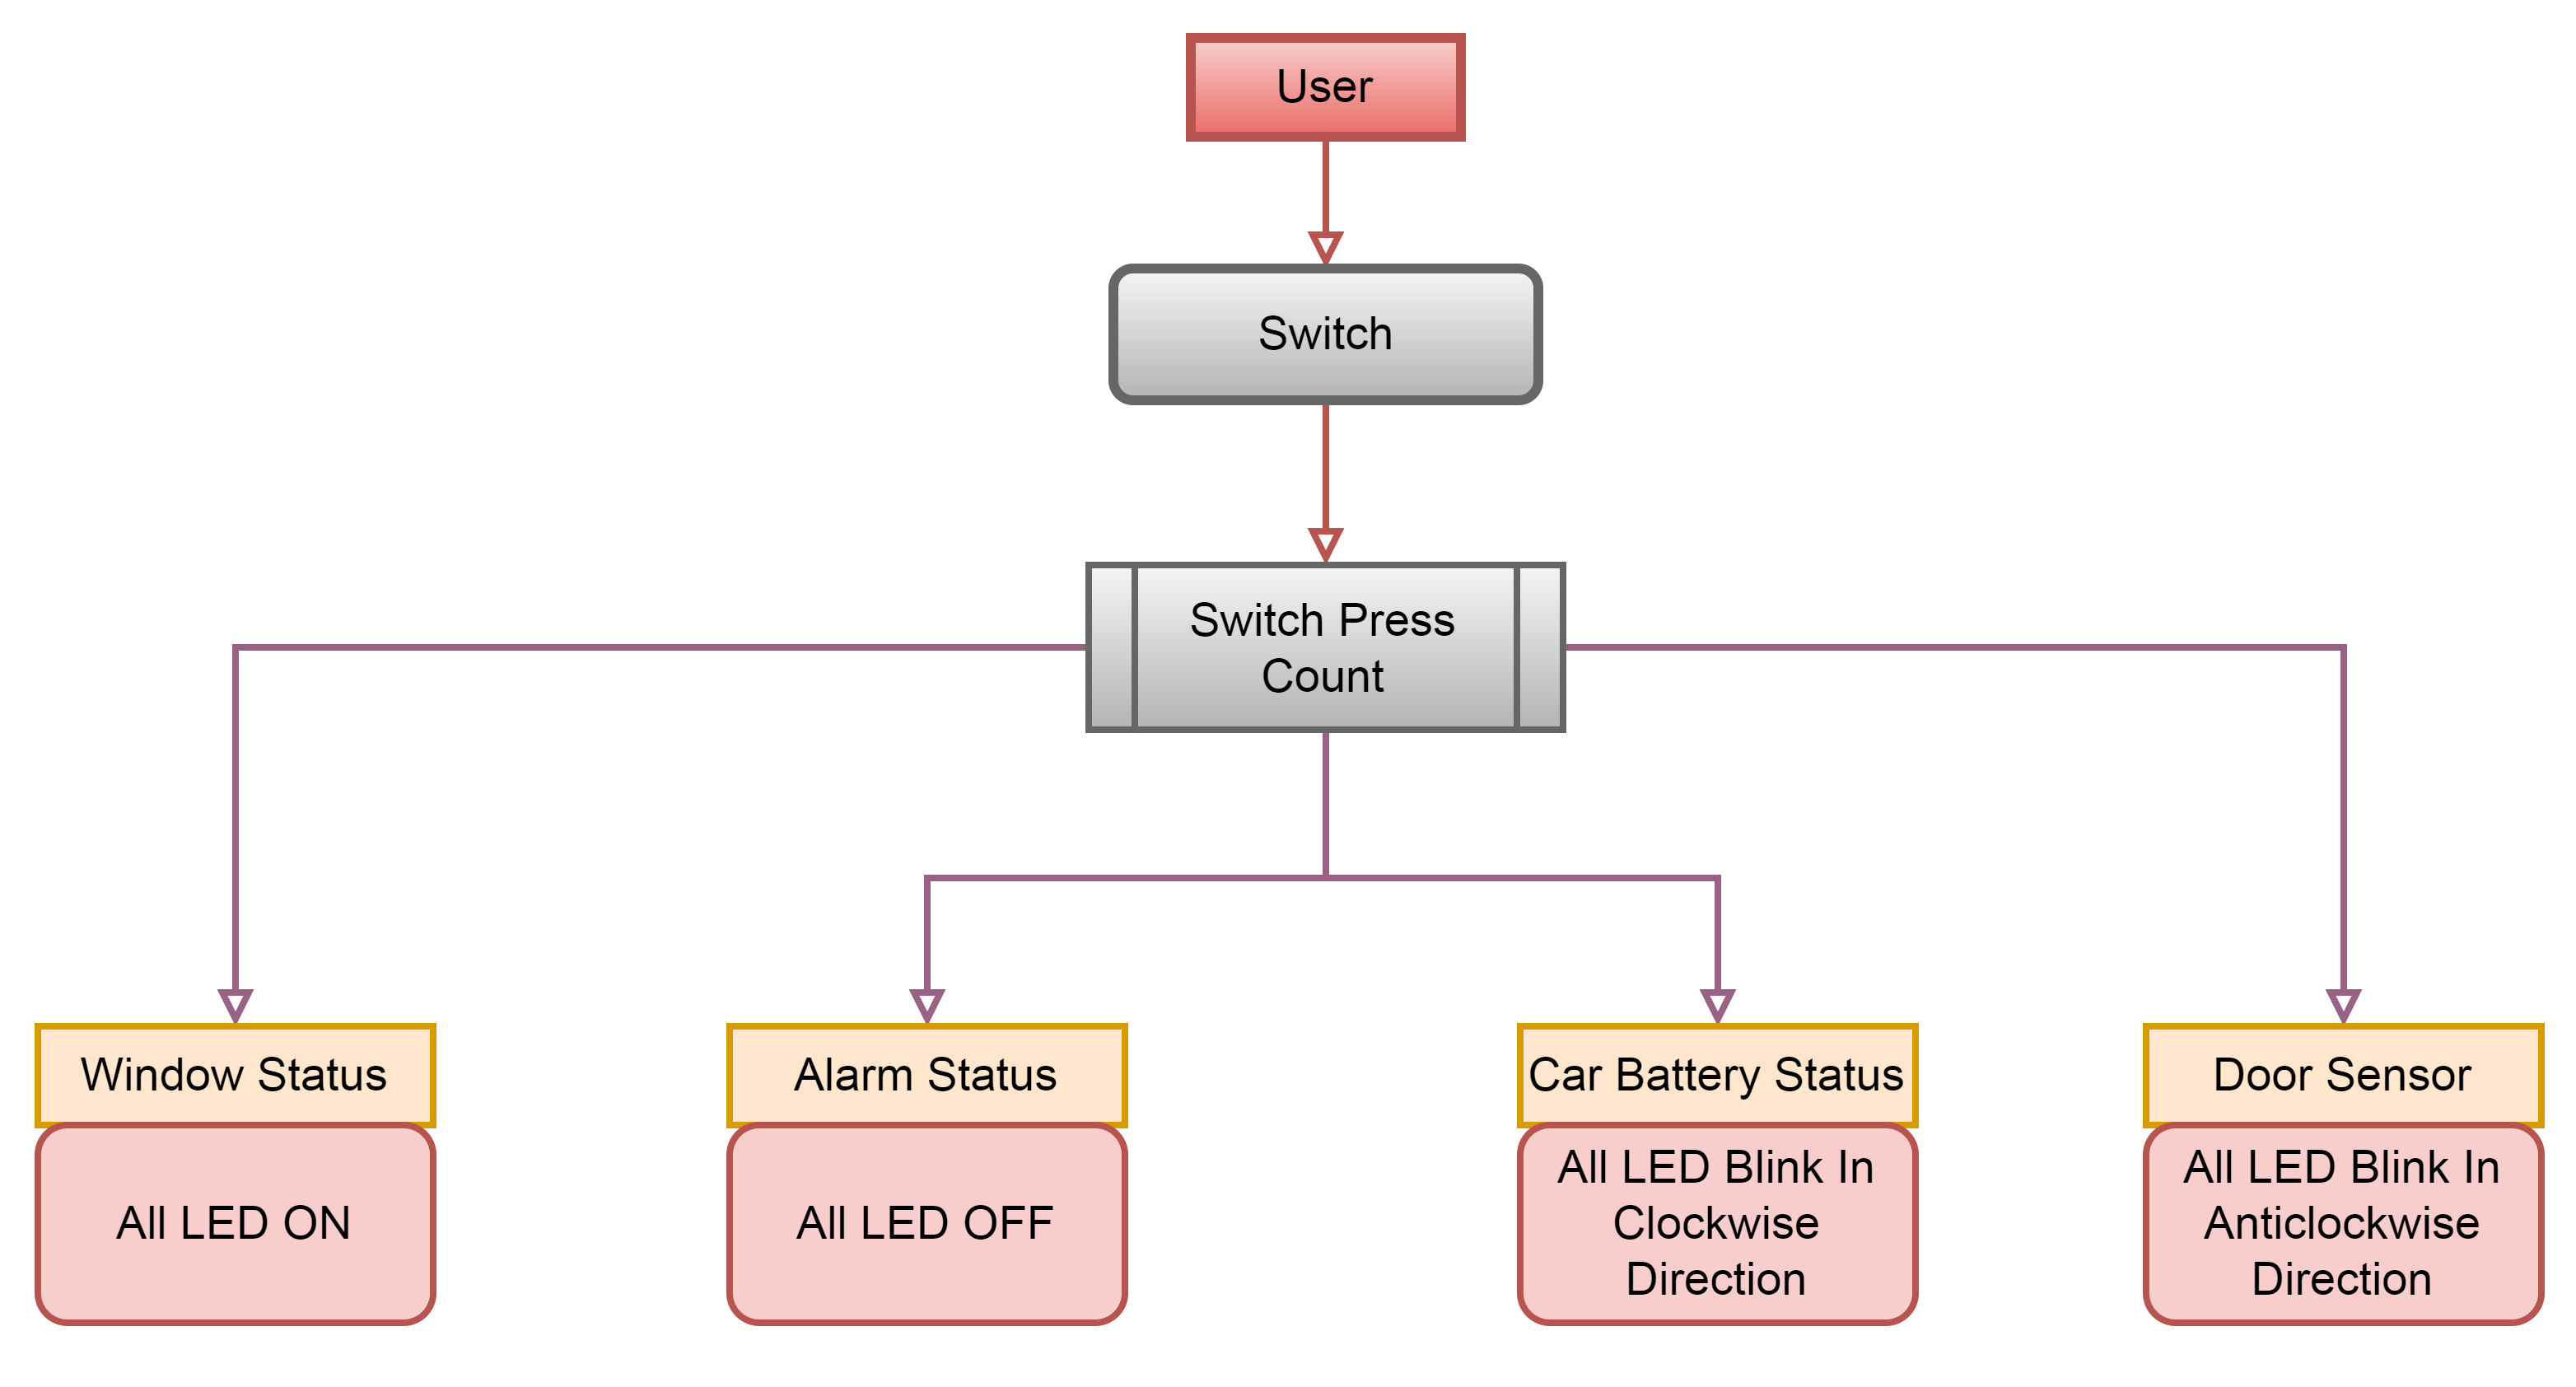 User
Switch
Switch Press
Count
Window Status
Alarm Status
Car Battery Status
Door Sensor
All LED ON
All LED OFF
All LED Blink In
Clockwise
Direction
All LED Blink In
Anticlockwise
Direction